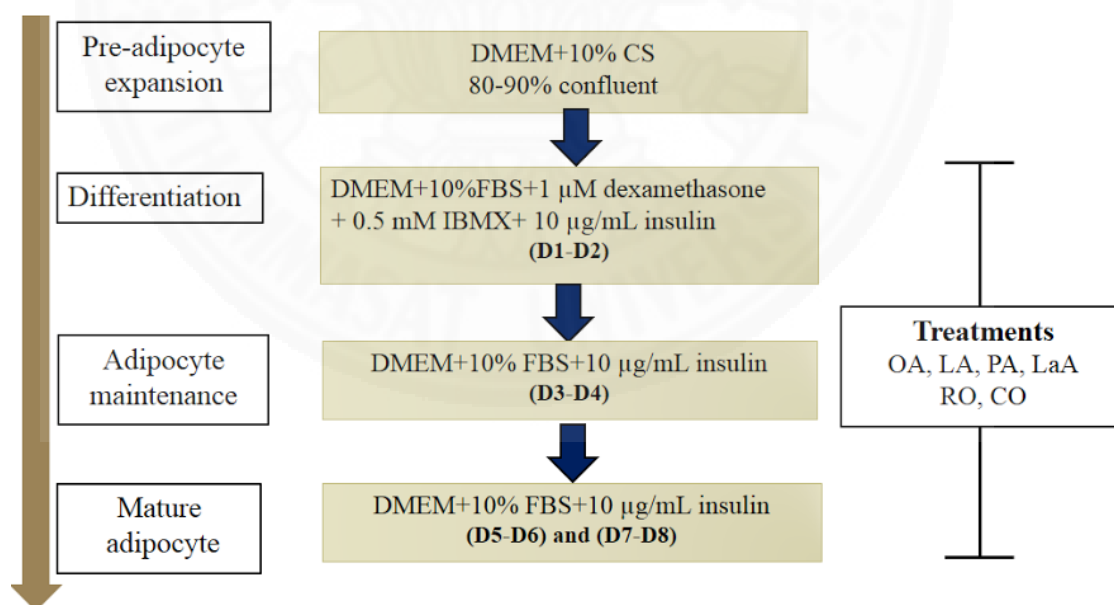 Pre-adipocyte
expansion
DMEM+10% CS
80-90% confluent
Differentiation
DMEM+10%FBS+1 µM dexamethasone
+ 0.5 mM IBMX+ 10 µg/mL insulin
(D1-D2)
Adipocyte
maintenance
DMEM+10% FBS+10 µg/mL insulin
(D3-D4)
Treatments
OA, LA, PA, LaA
RO, CO
Mature
adipocyte
DMEM+10% FBS+10 µg/mL insulin
(D5-D6) and (D7-D8)